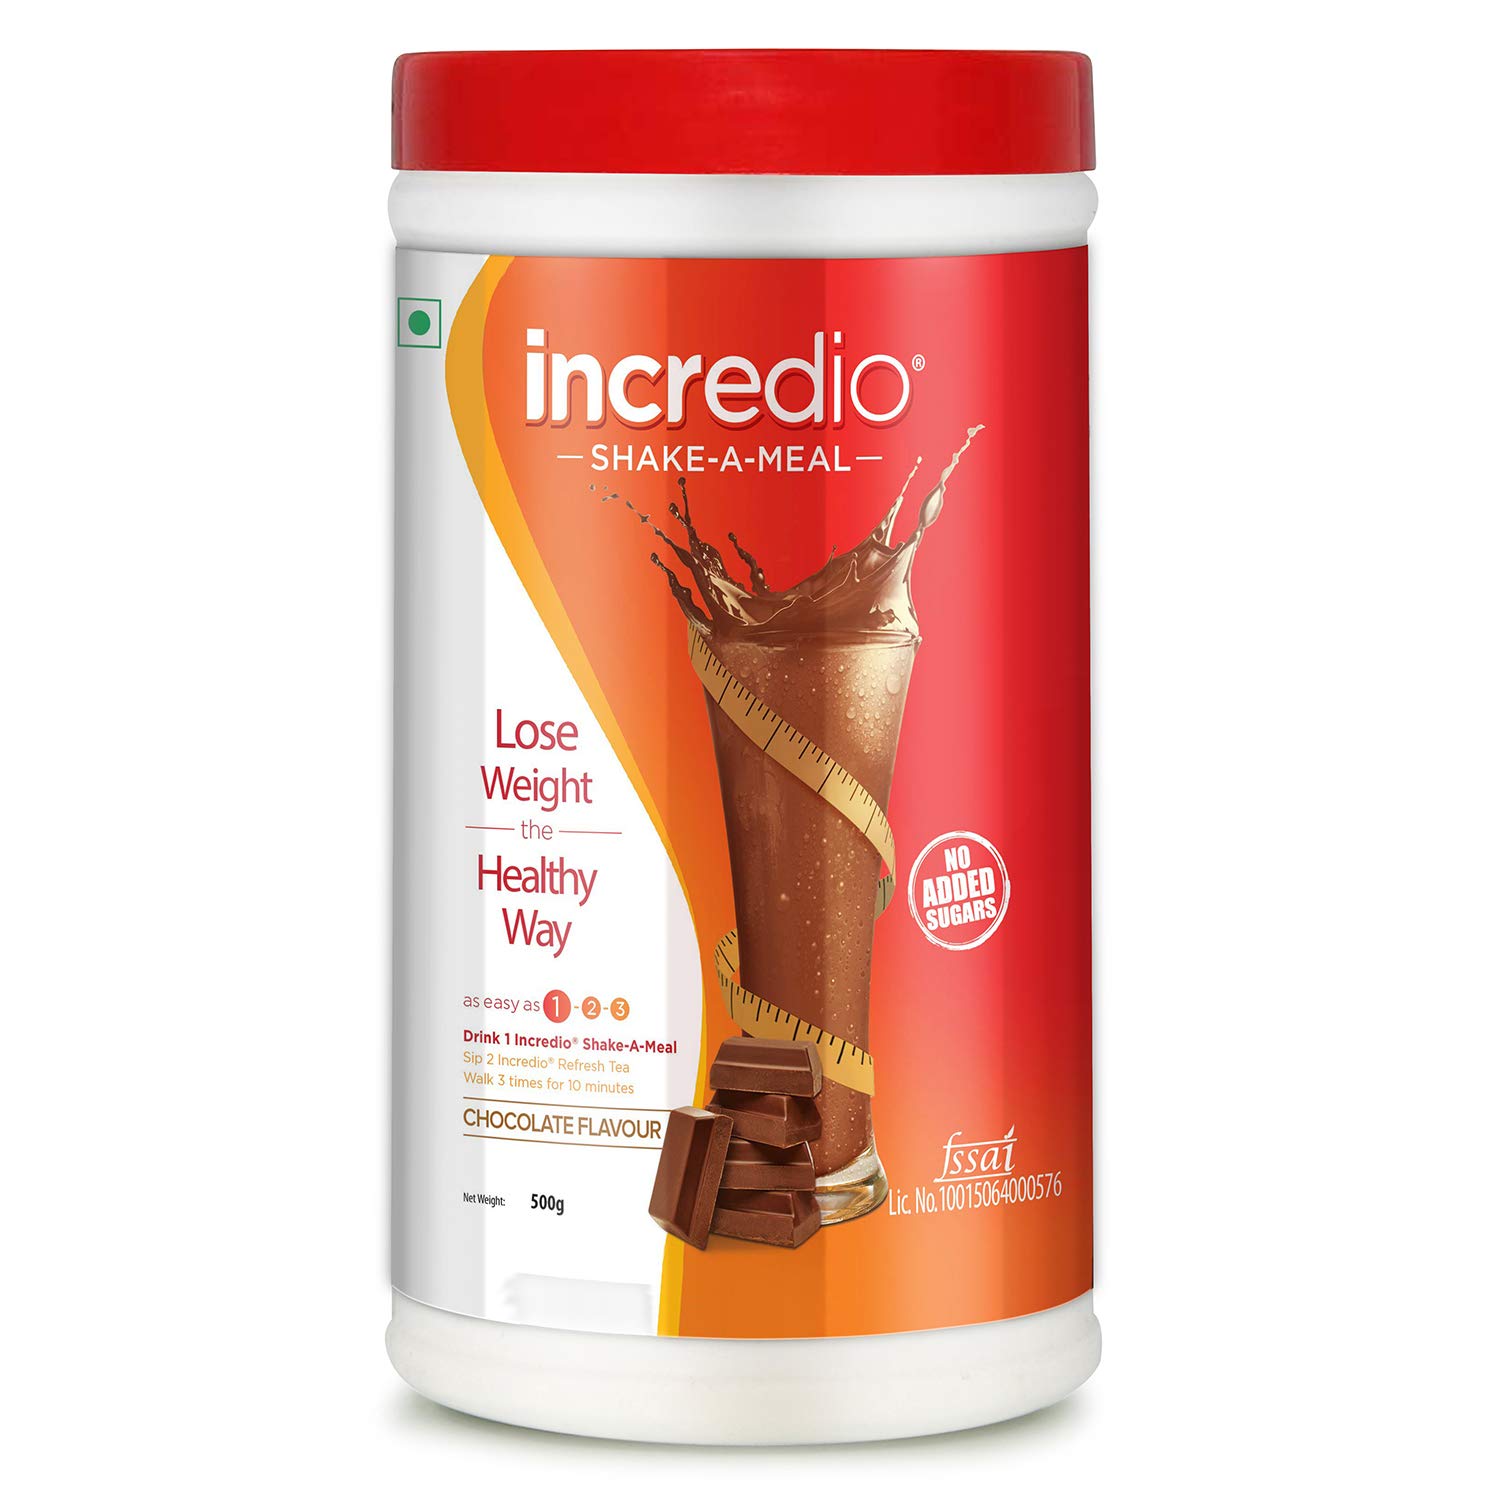 incredio®
SHAKE-A-MEAL
Lose
Weight
the
Healthy
Way
as easy as 1-2-3
Drink 1 Incredio® Shake-A-Meal
Sip 2 Incredio® Refresh Tea
Walk 3 times for 10 minutes
CHOCOLATE FLAVOUR
Net Weight: 500g
NO
ADDED
SUGARS
fssai
Lic. No. 10015064000576